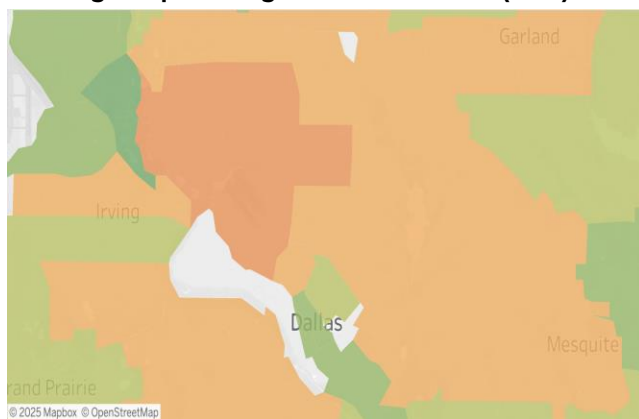 Garland
Irving
Dallas
Mesquite
rand Prairie
© 2025 Mapbox © OpenStreetMap